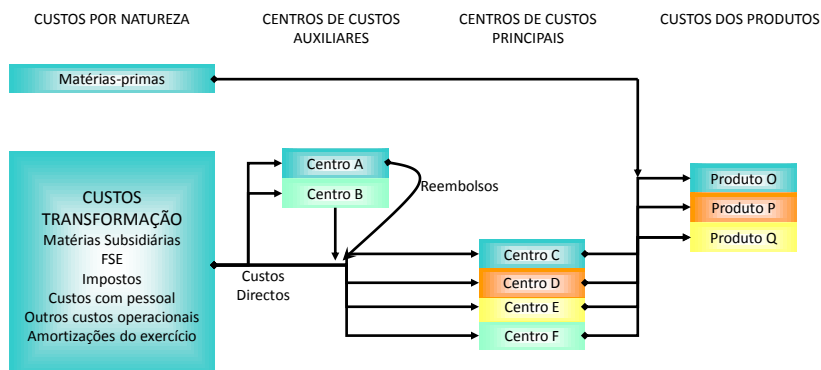 CUSTOS POR NATUREZA
CENTROS DE CUSTOS
AUXILIARES
CENTROS DE CUSTOS
PRINCIPAIS
CUSTOS DOS PRODUTOS
Matérias-primas
CUSTOS
TRANSFORMAÇÃO
Matérias Subsidiárias
FSE
Impostos
Custos com pessoal
Outros custos operacionais
Amortizações do exercício
Centro A
Centro B
Reembolsos
Custos
Directos
Centro C
Centro D
Centro E
Centro F
Produto O
Produto P
Produto Q